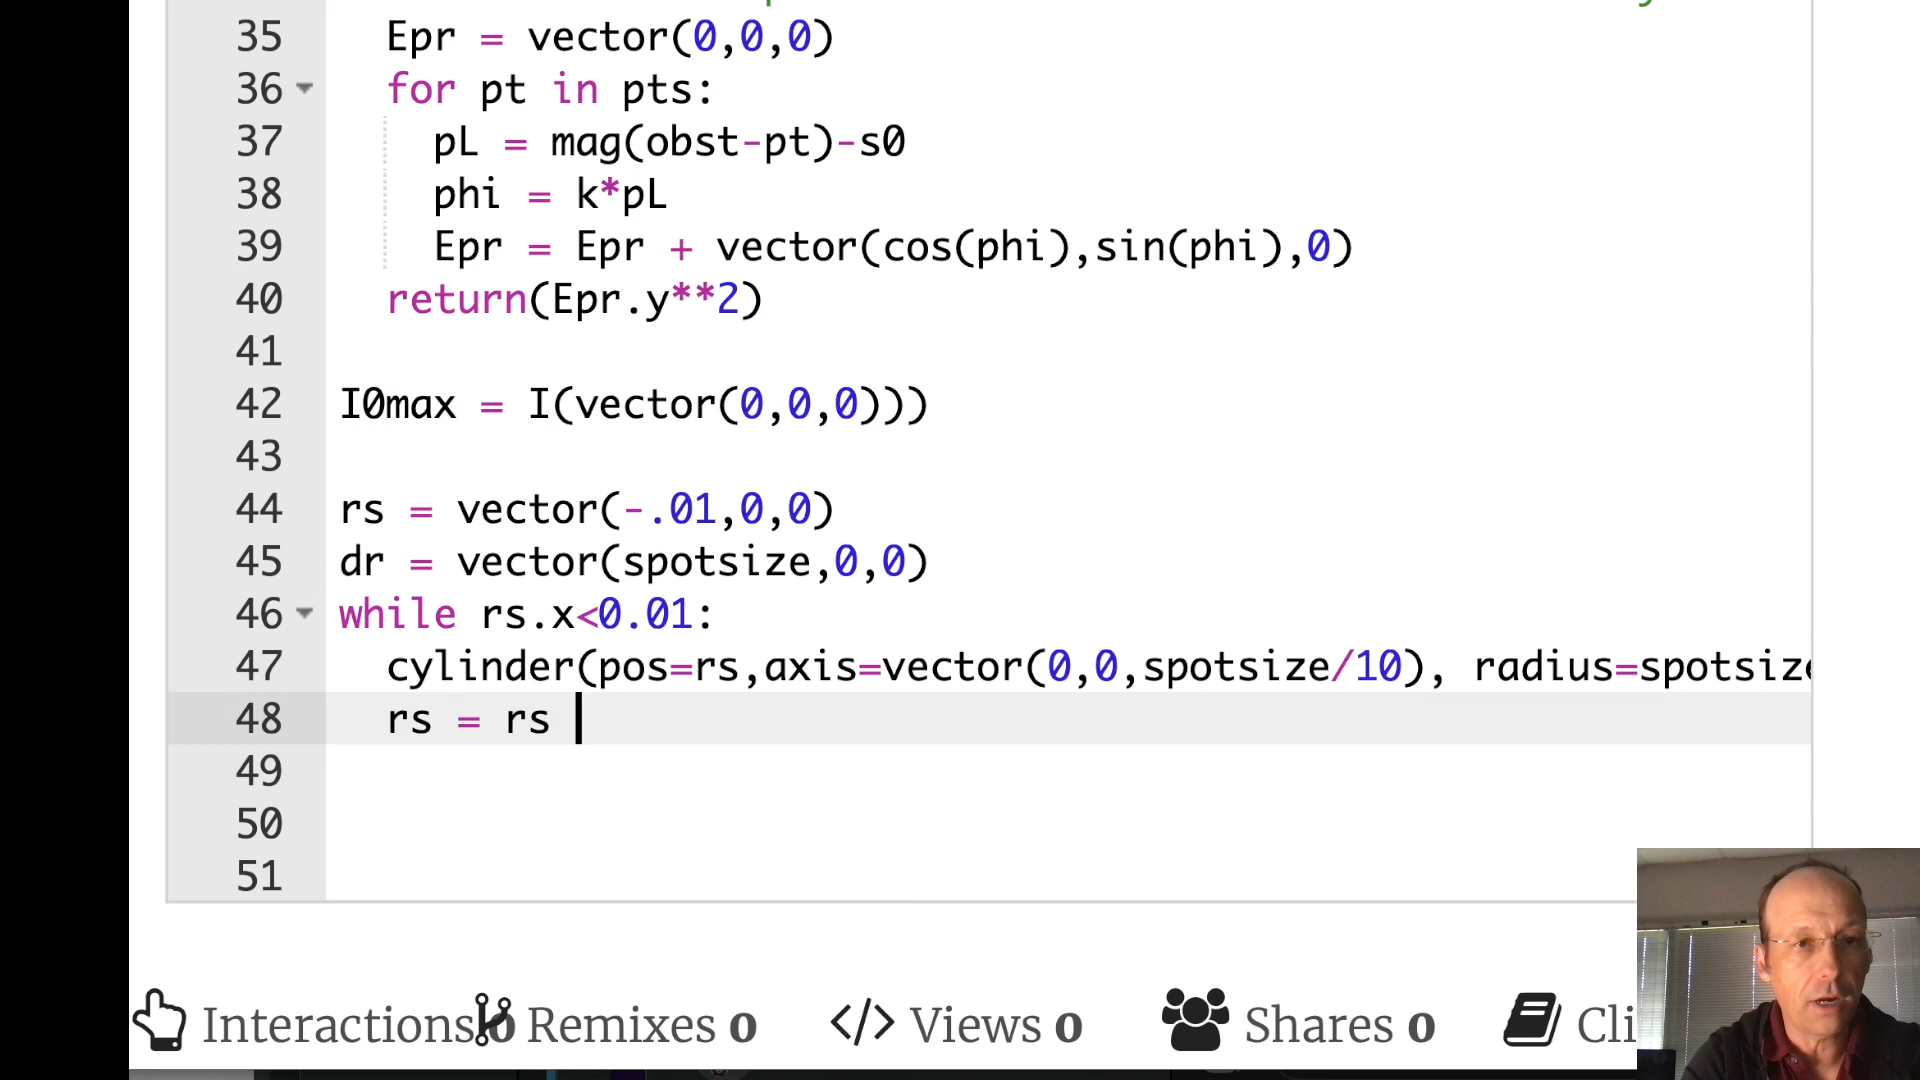 35 Epr = vector(0,0,0)
36 for pt in pts:
37 pL = mag(obst-pt)-s0
38 phi = k*pL
39 Epr = Epr + vector(cos(phi),sin(phi),0)
40 return(Epr.y**2)
41
42 I0max = I(vector(0,0,0)))
43
44 rs = vector(-.01,0,0)
45 dr = vector(spotsize,0,0)
46 while rs.x<0.01:
47 cylinder(pos=rs,axis=vector(0,0,spotsize/10), radius=spotsize
48 rs = rs
49
50
51
Interactions 0 Remixes 0 </> Views 0 Shares 0 Cli